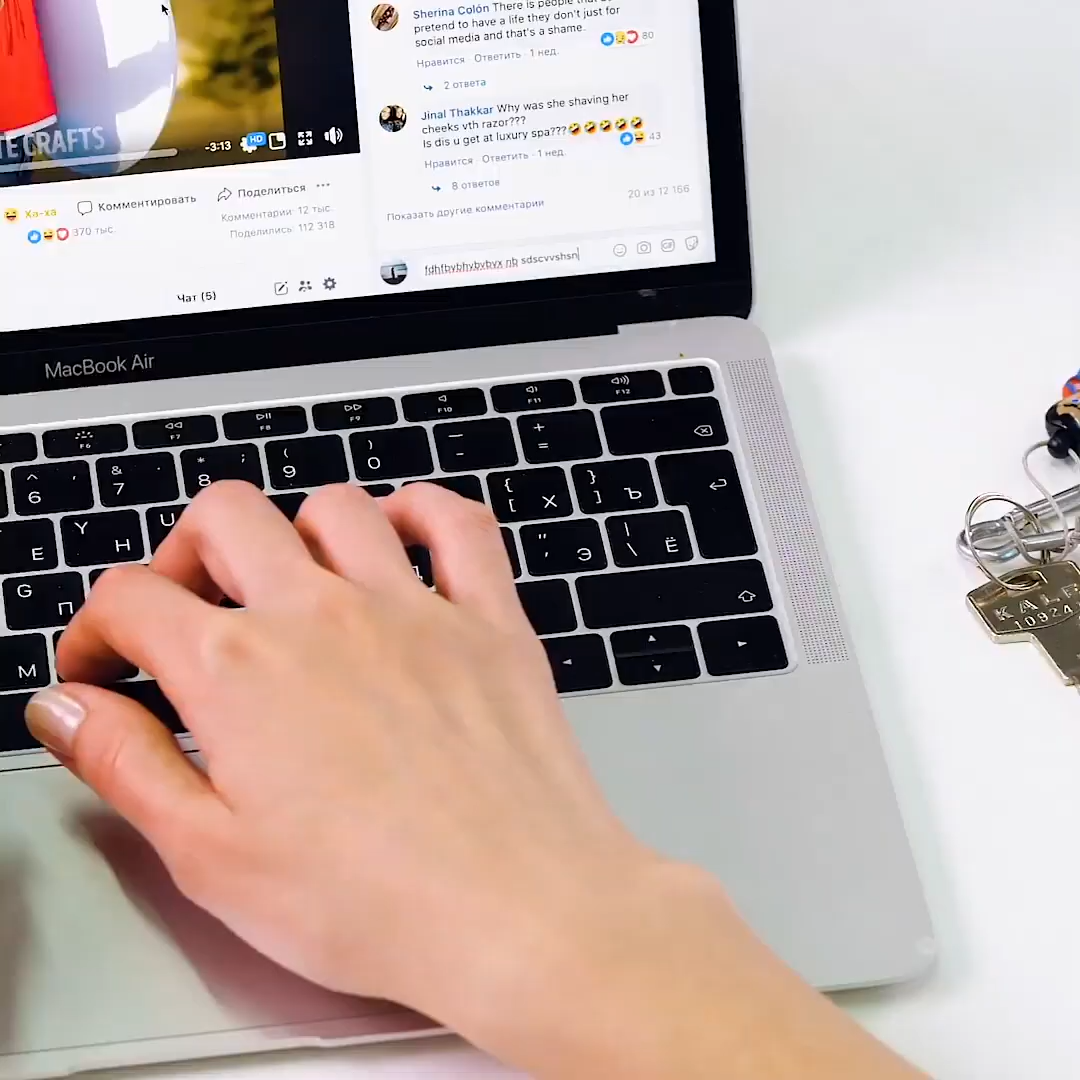 Sherina Colón There is people that
pretend to have a life they don't just for
social media and that's a shame.
80
Нравится · Ответить · 1 нед.
2 ответа
Jinal Thakkar Why was she shaving her
cheeks vth razor???
Is dis u get at luxury spa???🤣🤣🤣🤣🤣
43
Нравится · Ответить · 1 нед.
8 ответов
20 из 12 166
Показать другие комментарии
fdhfbvbhvbvbvx nb sdscvvshsn
TE CRAFTS
-3:13
HD
Ха-ха
Комментировать
Поделиться
370 тыс.
Комментарии: 12 тыс.
Поделились: 112 318
Чат (5)
GIF
MacBook Air
F6 F7 F8 F9 F10 F11 F12
^ 6 & 7 * 8 ; ( 9 ) 0 — - + =
Е Y Н U { [ Х } ] Ъ
G П " ' Э | \ Ё
М
KALE
10924